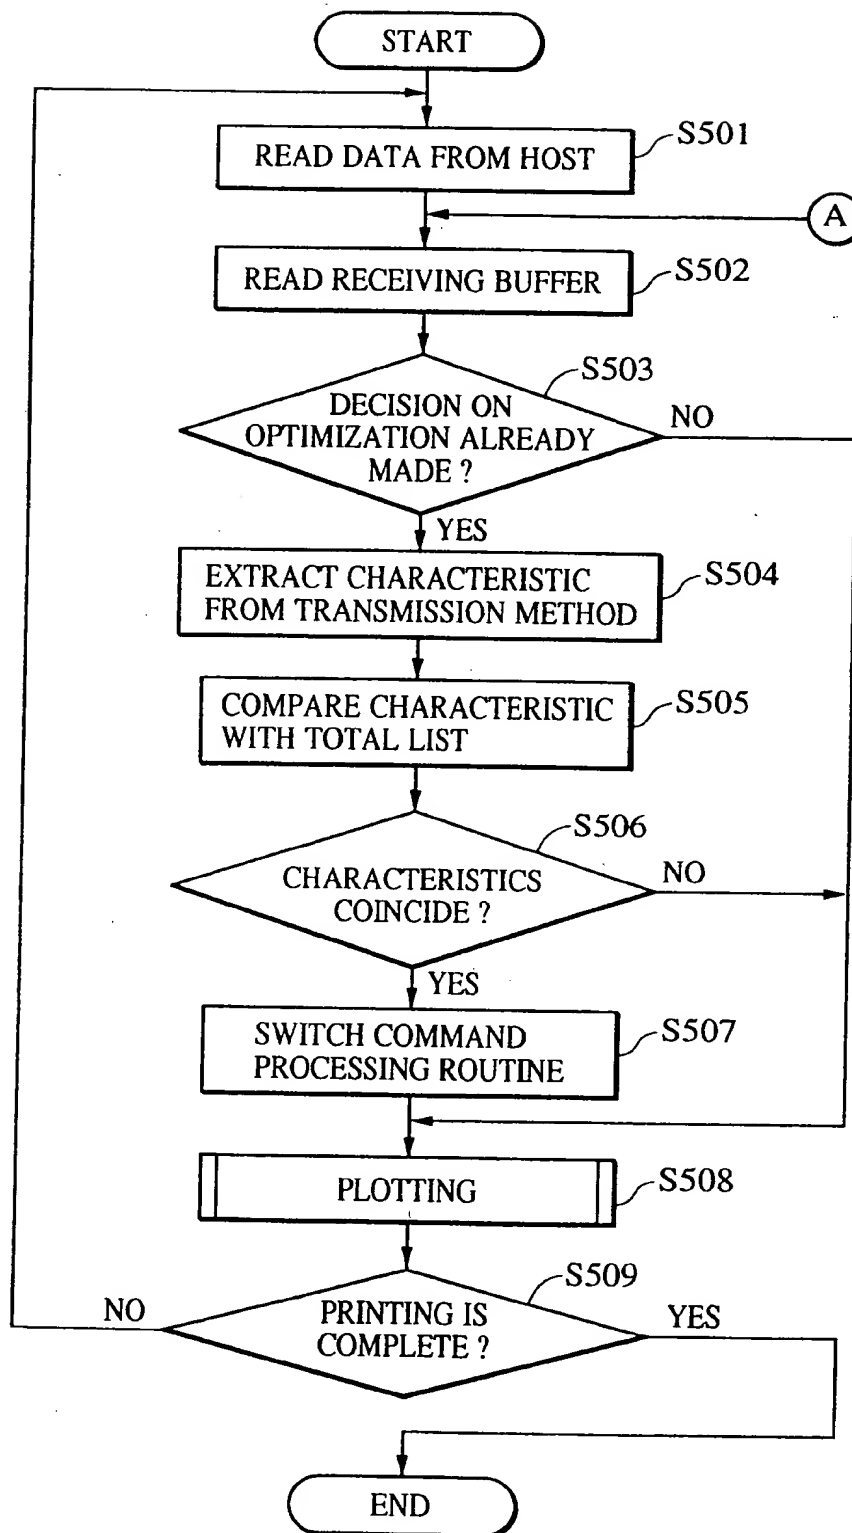 START
READ DATA FROM HOST
S501
A
READ RECEIVING BUFFER
S502
S503
DECISION ON
OPTIMIZATION ALREADY
MADE ?
NO
YES
EXTRACT CHARACTERISTIC
FROM TRANSMISSION METHOD
S504
COMPARE CHARACTERISTIC
WITH TOTAL LIST
S505
S506
CHARACTERISTICS
COINCIDE ?
NO
YES
SWITCH COMMAND
PROCESSING ROUTINE
S507
PLOTTING
S508
S509
NO
PRINTING IS
COMPLETE ?
YES
END